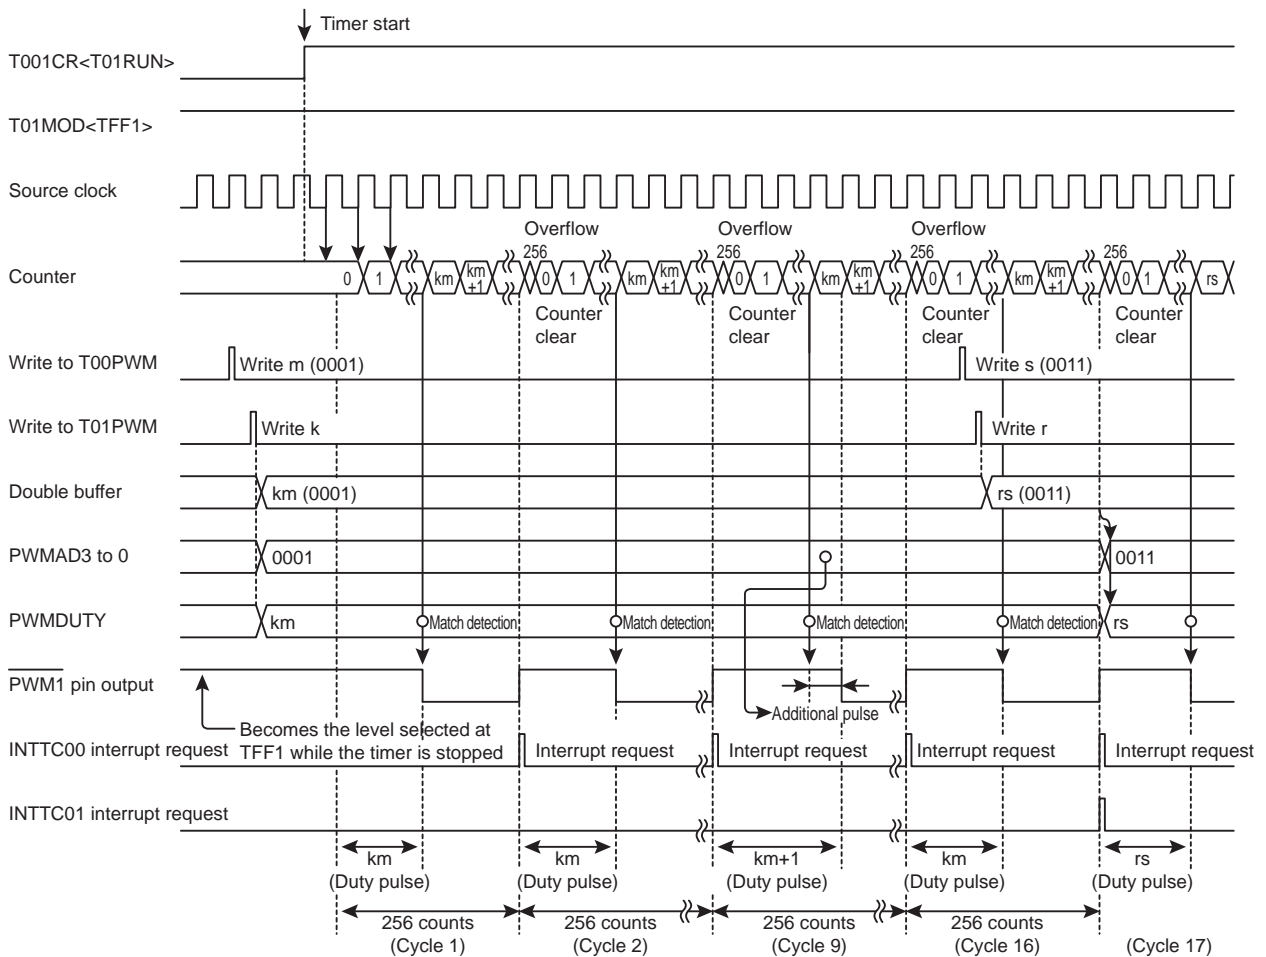 Timer start
T001CR<T01RUN>
T01MOD<TFF1>
Source clock
Overflow Overflow Overflow
256 256 256 256
Counter 0 1 km km +1 0 1 km km +1 0 1 km km +1 0 1 km km +1 0 1 rs
Counter clear Counter clear Counter clear Counter clear
Write to T00PWM Write m (0001) Write s (0011)
Write to T01PWM Write k Write r
Double buffer km (0001) rs (0011)
PWMAD3 to 0 0001 0011
PWMDUTY km Match detection Match detection Match detection Match detection rs
PWM1 pin output
Additional pulse
Becomes the level selected at
TFF1 while the timer is stopped
INTTC00 interrupt request Interrupt request Interrupt request Interrupt request Interrupt request
INTTC01 interrupt request
km km km+1 km rs
(Duty pulse) (Duty pulse) (Duty pulse) (Duty pulse) (Duty pulse)
256 counts 256 counts 256 counts 256 counts
(Cycle 1) (Cycle 2) (Cycle 9) (Cycle 16) (Cycle 17)